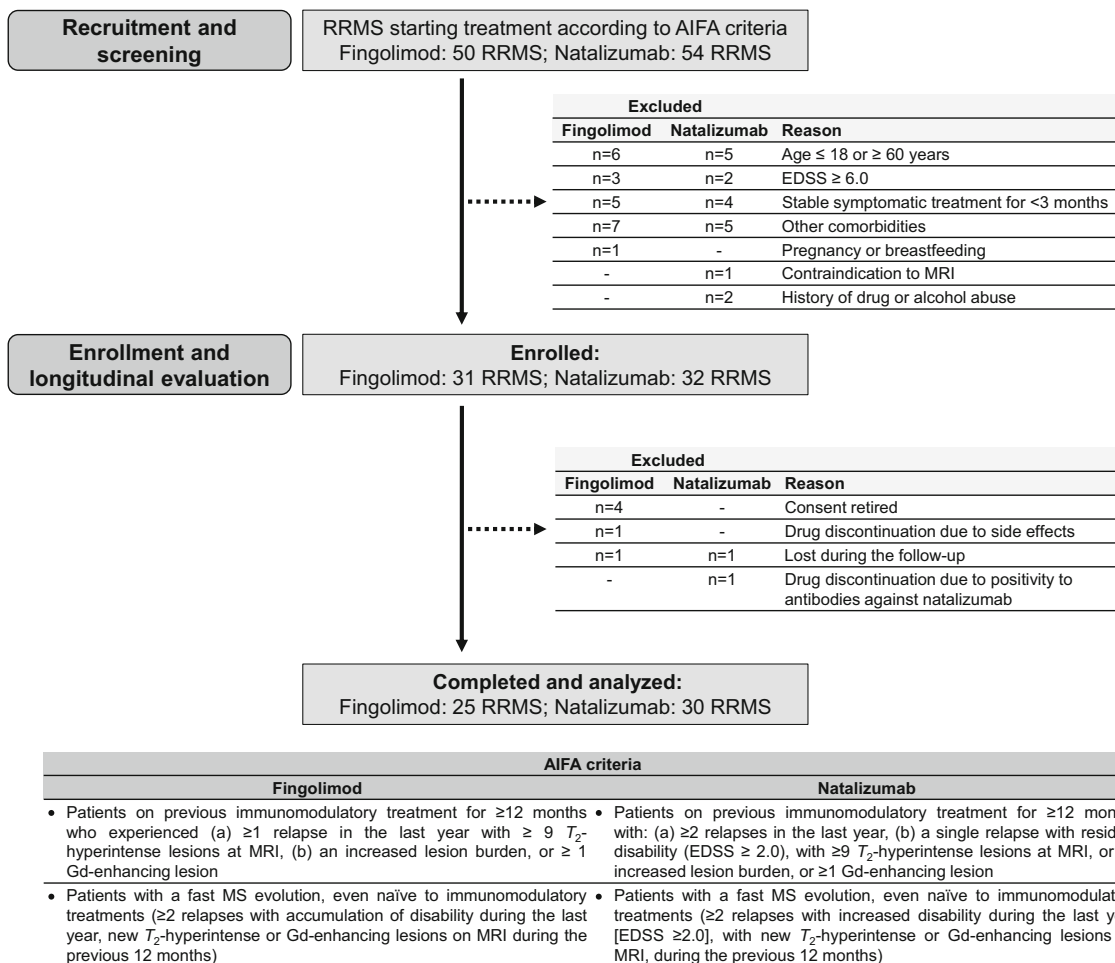 Recruitment and
screening
RRMS starting treatment according to AIFA criteria
Fingolimod: 50 RRMS; Natalizumab: 54 RRMS
Excluded
Fingolimod Natalizumab Reason
n=6 n=5 Age ≤ 18 or ≥ 60 years
n=3 n=2 EDSS ≥ 6.0
n=5 n=4 Stable symptomatic treatment for <3 months
n=7 n=5 Other comorbidities
n=1 - Pregnancy or breastfeeding
- n=1 Contraindication to MRI
- n=2 History of drug or alcohol abuse
Enrollment and
longitudinal evaluation
Enrolled:
Fingolimod: 31 RRMS; Natalizumab: 32 RRMS
Excluded
Fingolimod Natalizumab Reason
n=4 - Consent retired
n=1 - Drug discontinuation due to side effects
n=1 n=1 Lost during the follow-up
- n=1 Drug discontinuation due to positivity to
antibodies against natalizumab
Completed and analyzed:
Fingolimod: 25 RRMS; Natalizumab: 30 RRMS
AIFA criteria
Fingolimod
• Patients on previous immunomodulatory treatment for ≥12 months
who experienced (a) ≥1 relapse in the last year with ≥ 9 T2-
hyperintense lesions at MRI, (b) an increased lesion burden, or ≥ 1
Gd-enhancing lesion
• Patients with a fast MS evolution, even naïve to immunomodulatory
treatments (≥2 relapses with accumulation of disability during the last
year, new T2-hyperintense or Gd-enhancing lesions on MRI during the
previous 12 months)
Natalizumab
• Patients on previous immunomodulatory treatment for ≥12 mon
with: (a) ≥2 relapses in the last year, (b) a single relapse with resid
disability (EDSS ≥ 2.0), with ≥9 T2-hyperintense lesions at MRI, or
increased lesion burden, or ≥1 Gd-enhancing lesion
• Patients with a fast MS evolution, even naïve to immunomodulat
treatments (≥2 relapses with increased disability during the last ye
[EDSS ≥2.0], with new T2-hyperintense or Gd-enhancing lesions
MRI, during the previous 12 months)